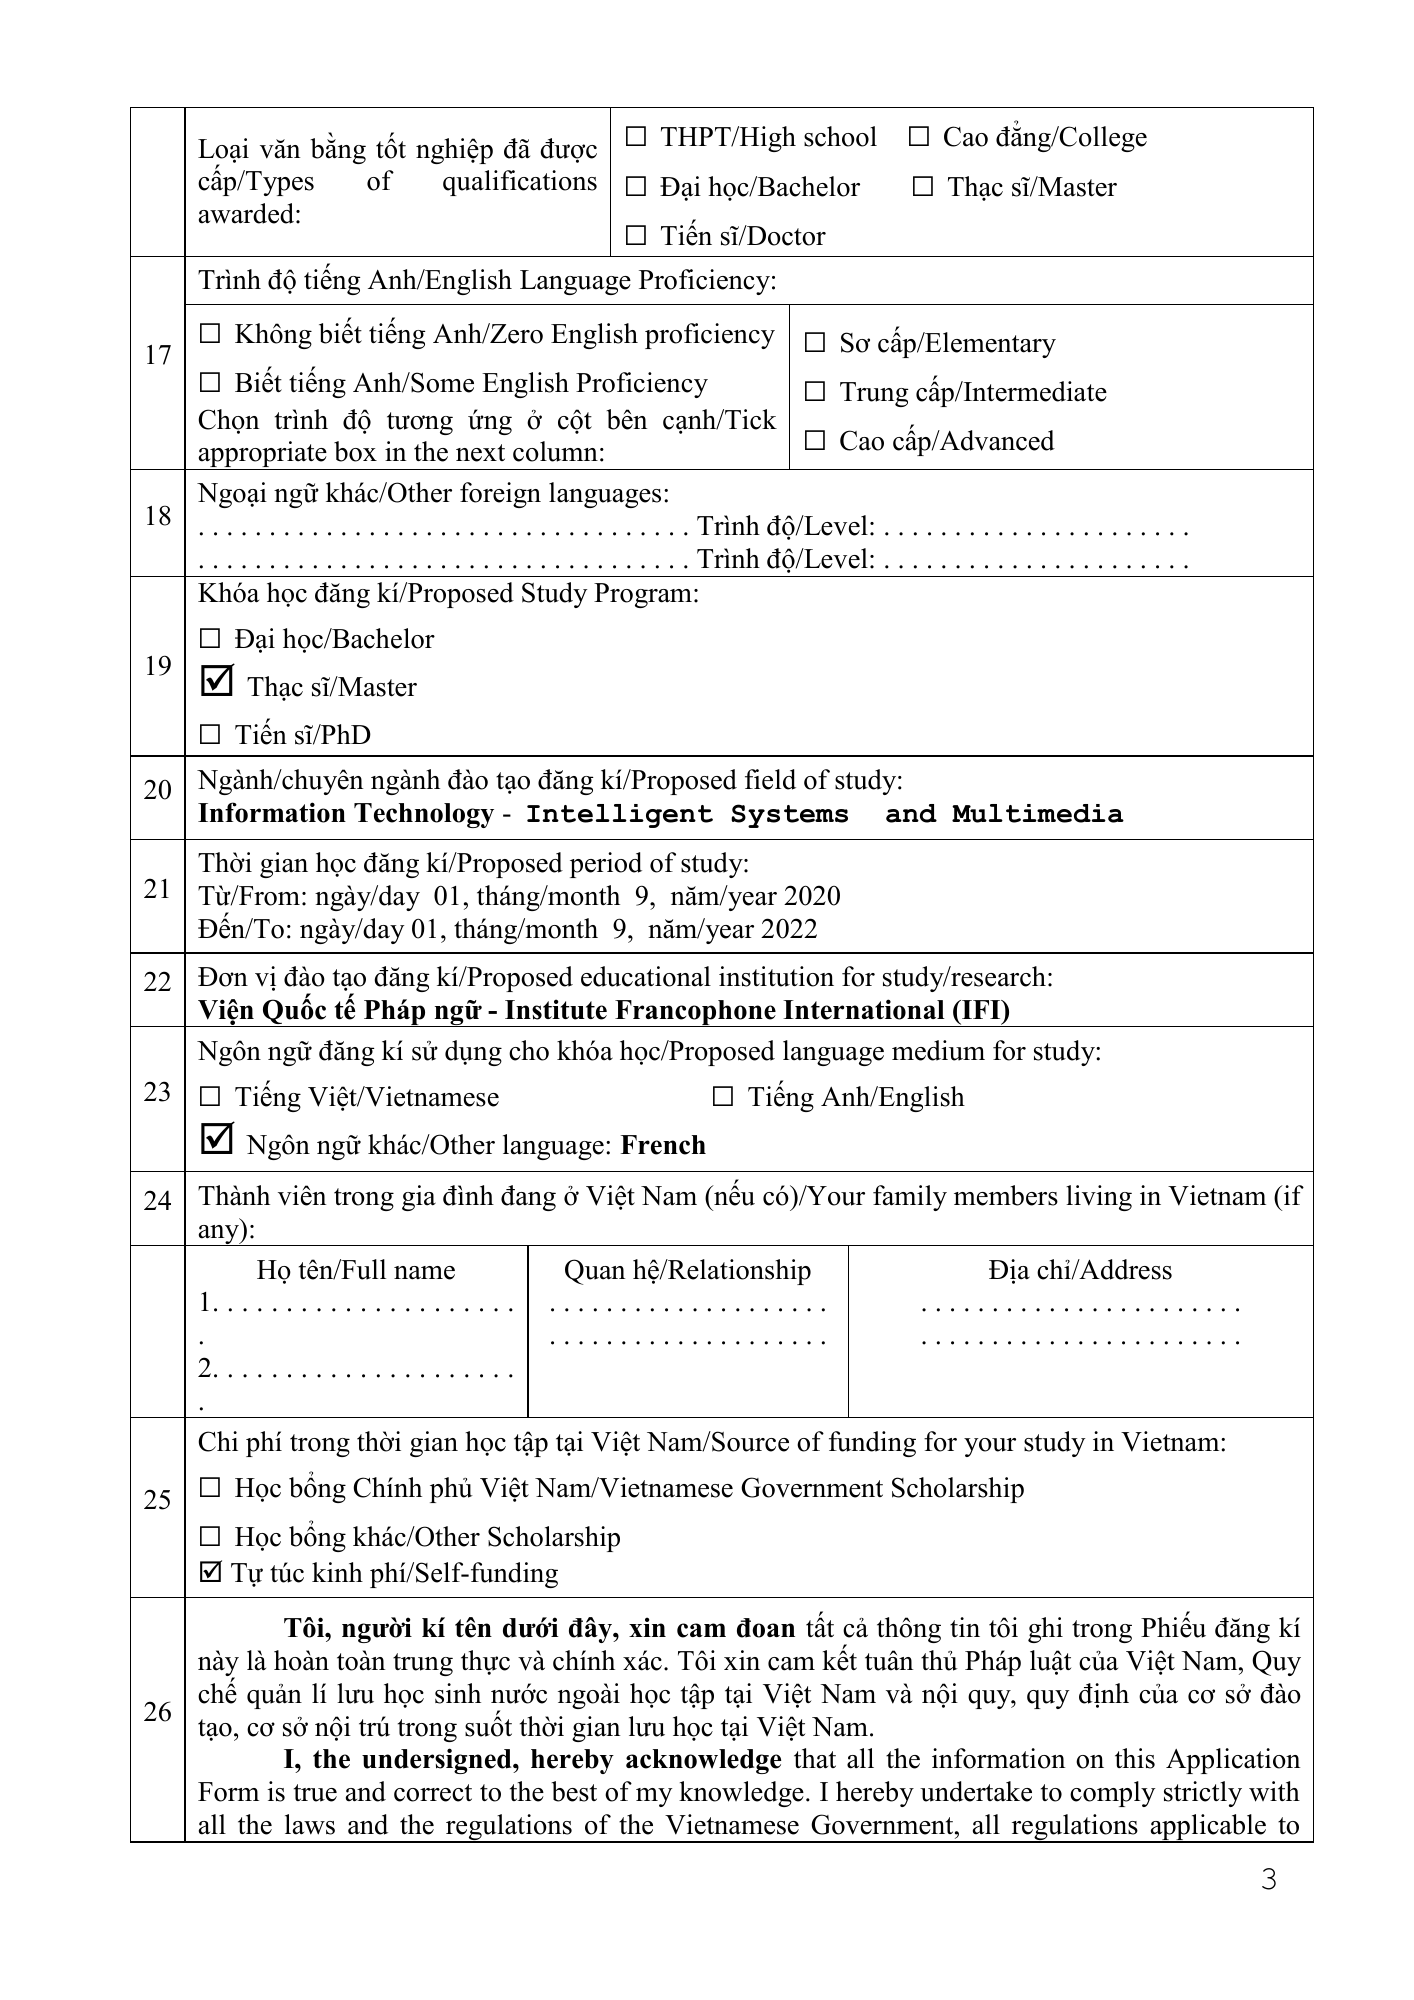 Loại văn bằng tốt nghiệp đã được
cấp/Types of qualifications
awarded:
☐ THPT/High school ☐ Cao đẳng/College
☐ Đại học/Bachelor ☐ Thạc sĩ/Master
☐ Tiến sĩ/Doctor
17
Trình độ tiếng Anh/English Language Proficiency:
☐ Không biết tiếng Anh/Zero English proficiency
☐ Biết tiếng Anh/Some English Proficiency
Chọn trình độ tương ứng ở cột bên cạnh/Tick
appropriate box in the next column:
☐ Sơ cấp/Elementary
☐ Trung cấp/Intermediate
☐ Cao cấp/Advanced
18
Ngoại ngữ khác/Other foreign languages:
. . . . . . . . . . . . . . . . . . . . . . . . . . . . . . . . . . . Trình độ/Level: . . . . . . . . . . . . . . . . . . . . . .
. . . . . . . . . . . . . . . . . . . . . . . . . . . . . . . . . . . Trình độ/Level: . . . . . . . . . . . . . . . . . . . . . .
19
Khóa học đăng kí/Proposed Study Program:
☐ Đại học/Bachelor
☑ Thạc sĩ/Master
☐ Tiến sĩ/PhD
20
Ngành/chuyên ngành đào tạo đăng kí/Proposed field of study:
Information Technology - Intelligent Systems and Multimedia
21
Thời gian học đăng kí/Proposed period of study:
Từ/From: ngày/day 01, tháng/month 9, năm/year 2020
Đến/To: ngày/day 01, tháng/month 9, năm/year 2022
22
Đơn vị đào tạo đăng kí/Proposed educational institution for study/research:
Viện Quốc tế Pháp ngữ - Institute Francophone International (IFI)
23
Ngôn ngữ đăng kí sử dụng cho khóa học/Proposed language medium for study:
☐ Tiếng Việt/Vietnamese ☐ Tiếng Anh/English
☑ Ngôn ngữ khác/Other language: French
24
Thành viên trong gia đình đang ở Việt Nam (nếu có)/Your family members living in Vietnam (if
any):
Họ tên/Full name Quan hệ/Relationship Địa chỉ/Address
1. . . . . . . . . . . . . . . . . . . . . . . . . . . . . . . . . . . . . . . . . . . . . . . . . . . . . . . . . . . . . . . . .
. . . . . . . . . . . . . . . . . . . . . . . . . . . . . . . . . . . . . . . . . . . .
2. . . . . . . . . . . . . . . . . . . . .
.
25
Chi phí trong thời gian học tập tại Việt Nam/Source of funding for your study in Vietnam:
☐ Học bổng Chính phủ Việt Nam/Vietnamese Government Scholarship
☐ Học bổng khác/Other Scholarship
☑ Tự túc kinh phí/Self-funding
26
Tôi, người kí tên dưới đây, xin cam đoan tất cả thông tin tôi ghi trong Phiếu đăng kí
này là hoàn toàn trung thực và chính xác. Tôi xin cam kết tuân thủ Pháp luật của Việt Nam, Quy
chế quản lí lưu học sinh nước ngoài học tập tại Việt Nam và nội quy, quy định của cơ sở đào
tạo, cơ sở nội trú trong suốt thời gian lưu học tại Việt Nam.
I, the undersigned, hereby acknowledge that all the information on this Application
Form is true and correct to the best of my knowledge. I hereby undertake to comply strictly with
all the laws and the regulations of the Vietnamese Government, all regulations applicable to
3